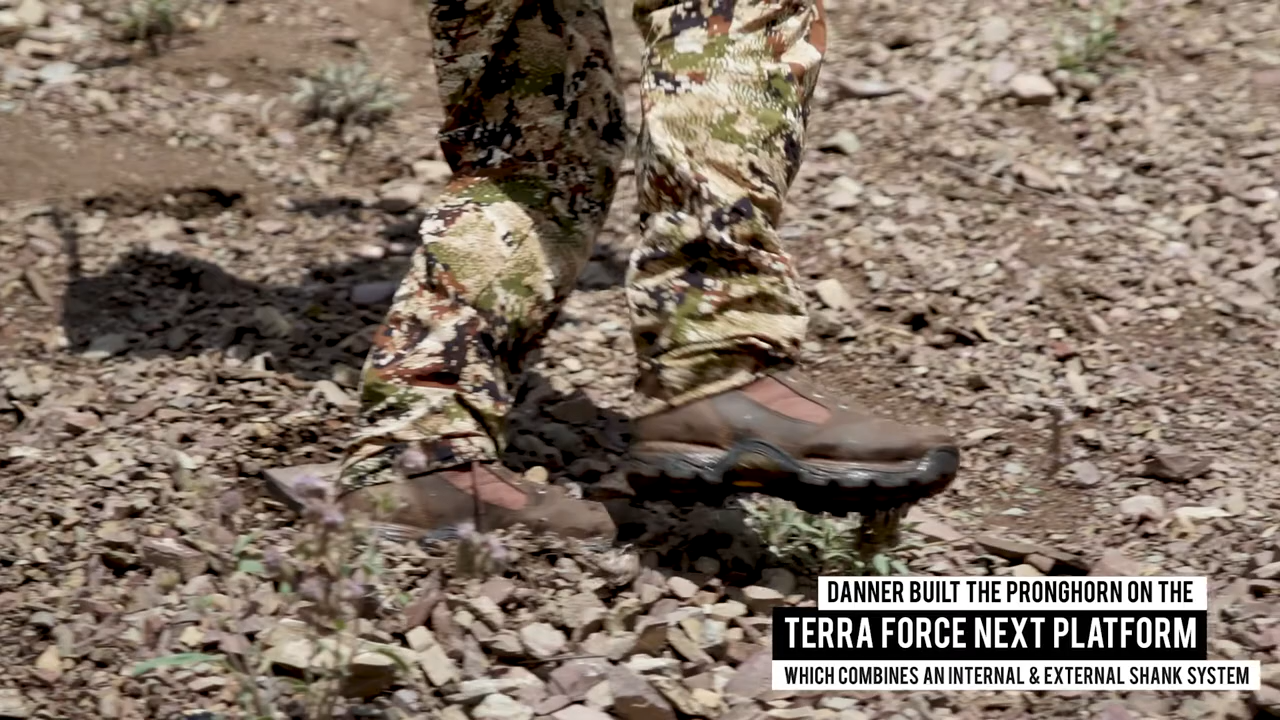 DANNER BUILT THE PRONGHORN ON THE
TERRA FORCE NEXT PLATFORM
WHICH COMBINES AN INTERNAL & EXTERNAL SHANK SYSTEM